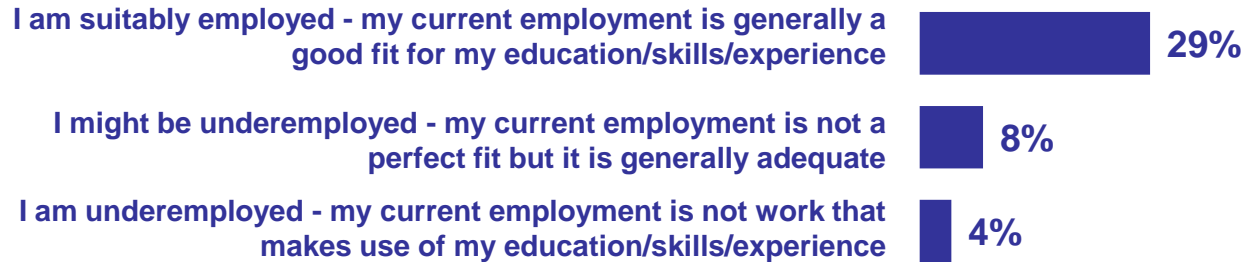 I am suitably employed - my current employment is generally a
good fit for my education/skills/experience
29%
I might be underemployed - my current employment is not a
perfect fit but it is generally adequate
8%
I am underemployed - my current employment is not work that
makes use of my education/skills/experience
4%